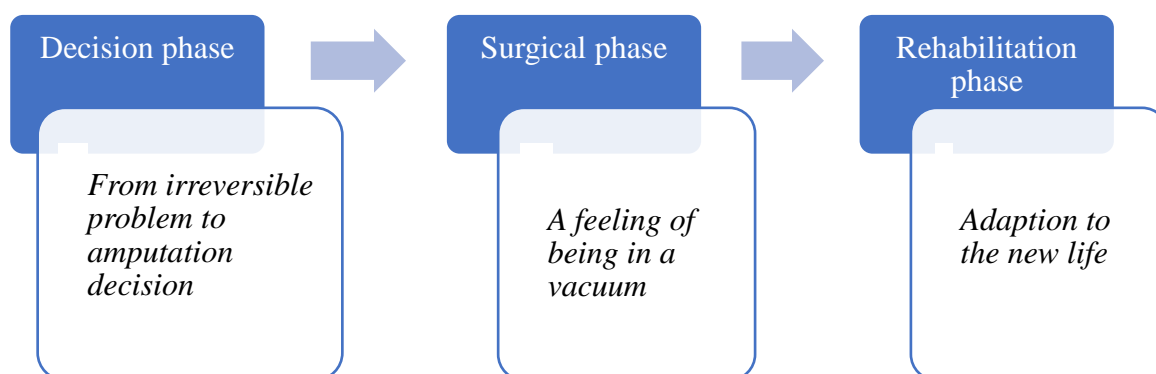 Decision phase
From irreversible
problem to
amputation
decision
Surgical phase
A feeling of
being in a
vacuum
Rehabilitation
phase
Adaption to
the new life